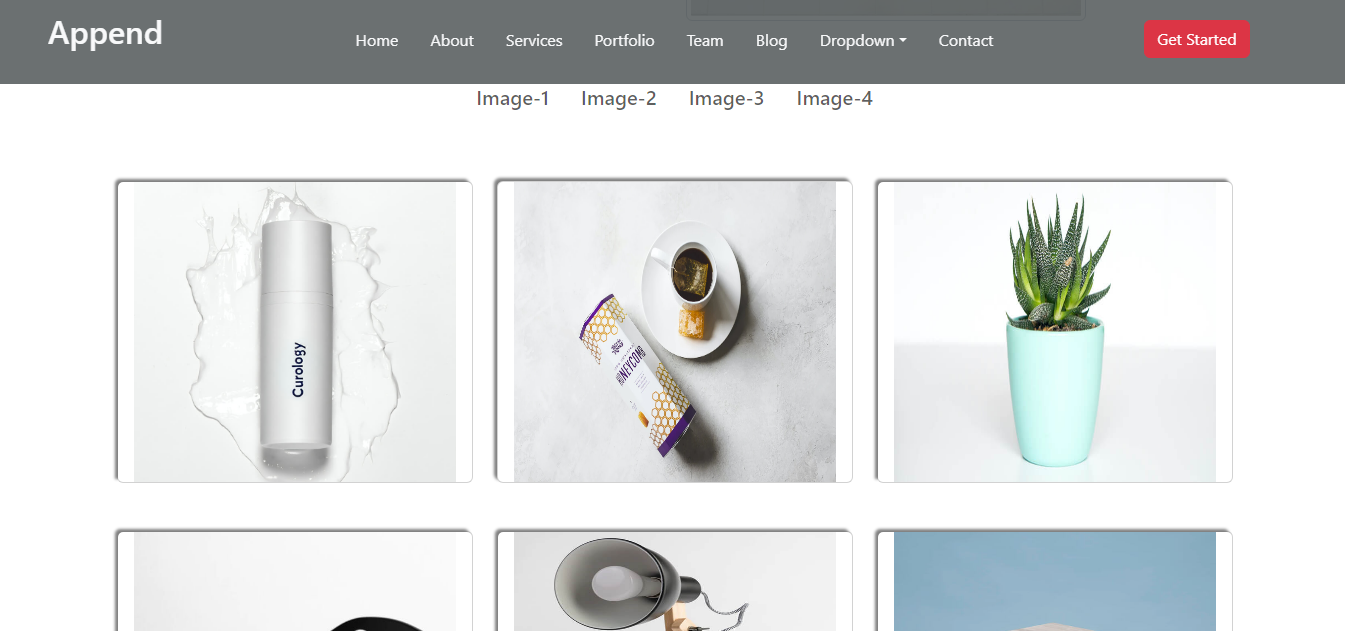 Append
Home About Services Portfolio Team Blog Dropdown Contact
Get Started
Image-1 Image-2 Image-3 Image-4
Curology